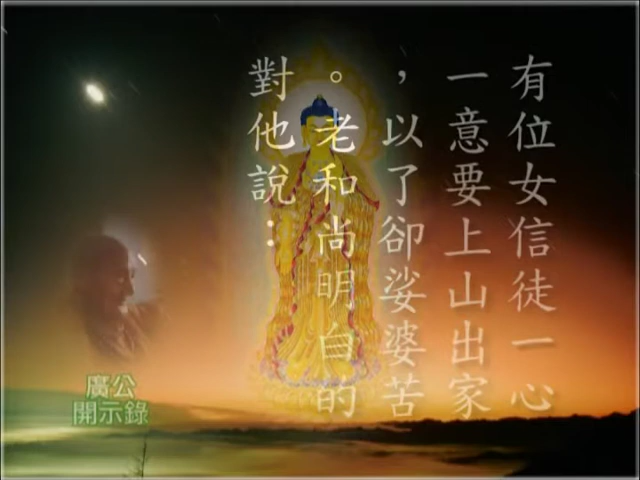 有位女信徒一心
一意要上山出家
，以了卻娑婆苦
。老和尚明白的
對他說：
廣公
開示錄